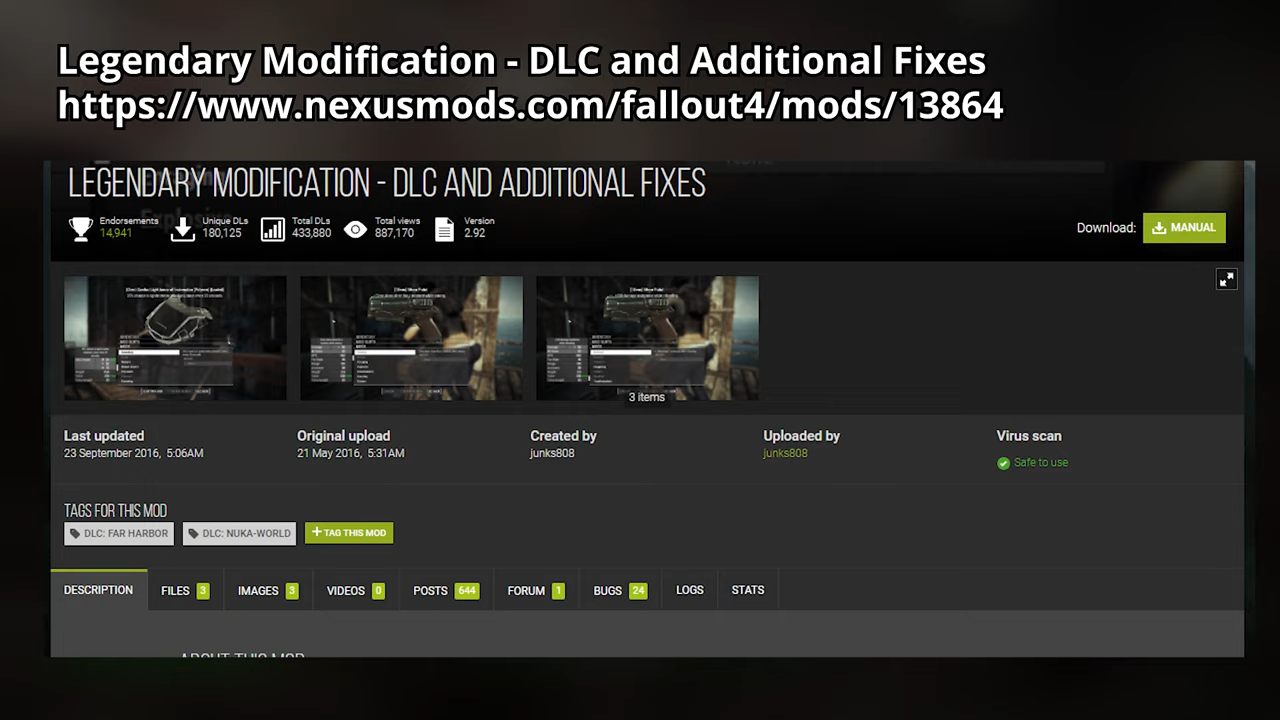 Legendary Modification - DLC and Additional Fixes
https://www.nexusmods.com/fallout4/mods/13864
LEGENDARY MODIFICATION - DLC AND ADDITIONAL FIXES
Endorsements
14,941
Unique DLs
180,125
Total DLs
433,880
Total views
887,170
Version
2.92
Download:
MANUAL
3 items
Last updated
23 September 2016, 5:06AM
Original upload
21 May 2016, 5:31AM
Created by
junks808
Uploaded by
junks808
Virus scan
Safe to use
TAGS FOR THIS MOD
DLC: FAR HARBOR
DLC: NUKA-WORLD
+ TAG THIS MOD
DESCRIPTION
FILES 3
IMAGES 3
VIDEOS 0
POSTS 644
FORUM 1
BUGS 24
LOGS
STATS
ABOUT THIS MOD